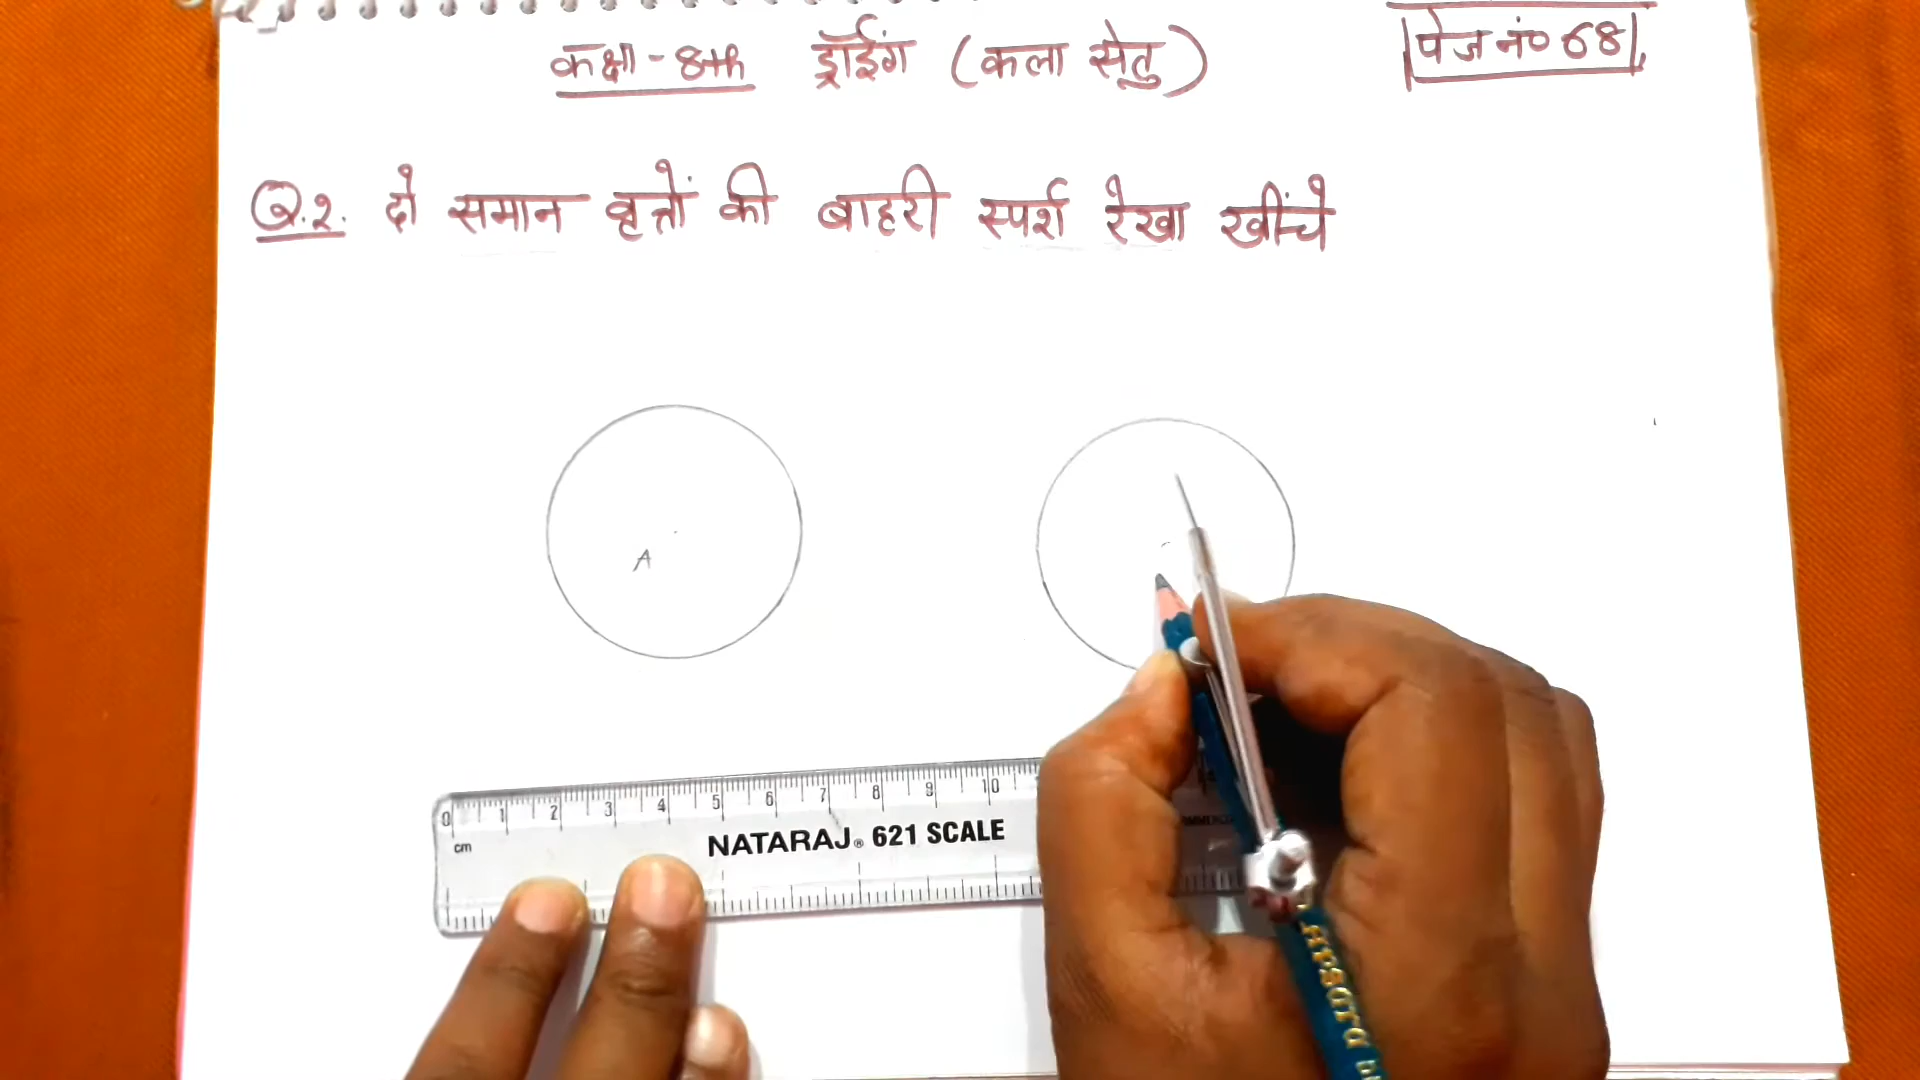 कक्षा - 8th ड्रॉईंग (कला सेतु)
पेज नं० 68
Q.2. दो समान वृत्तों की बाहरी स्पर्श रेखा खींचे
A
0 1 2 3 4 5 6 7 8 9 10
cm
NATARAJ® 621 SCALE
APSARA